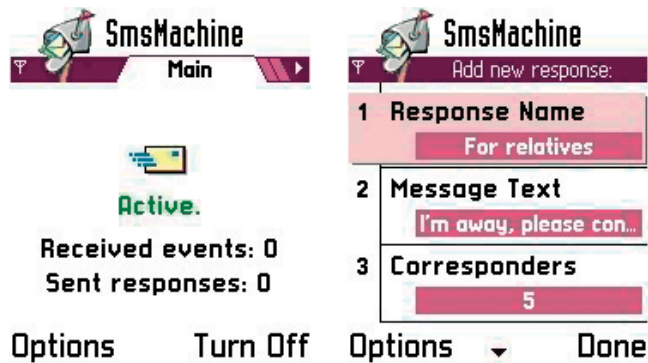 SmsMachine
Main
Active.
Received events: 0
Sent responses: 0
Options Turn Off
SmsMachine
Add new response:
1 Response Name
For relatives
2 Message Text
I'm away, please con...
3 Corresponders
5
Options Done